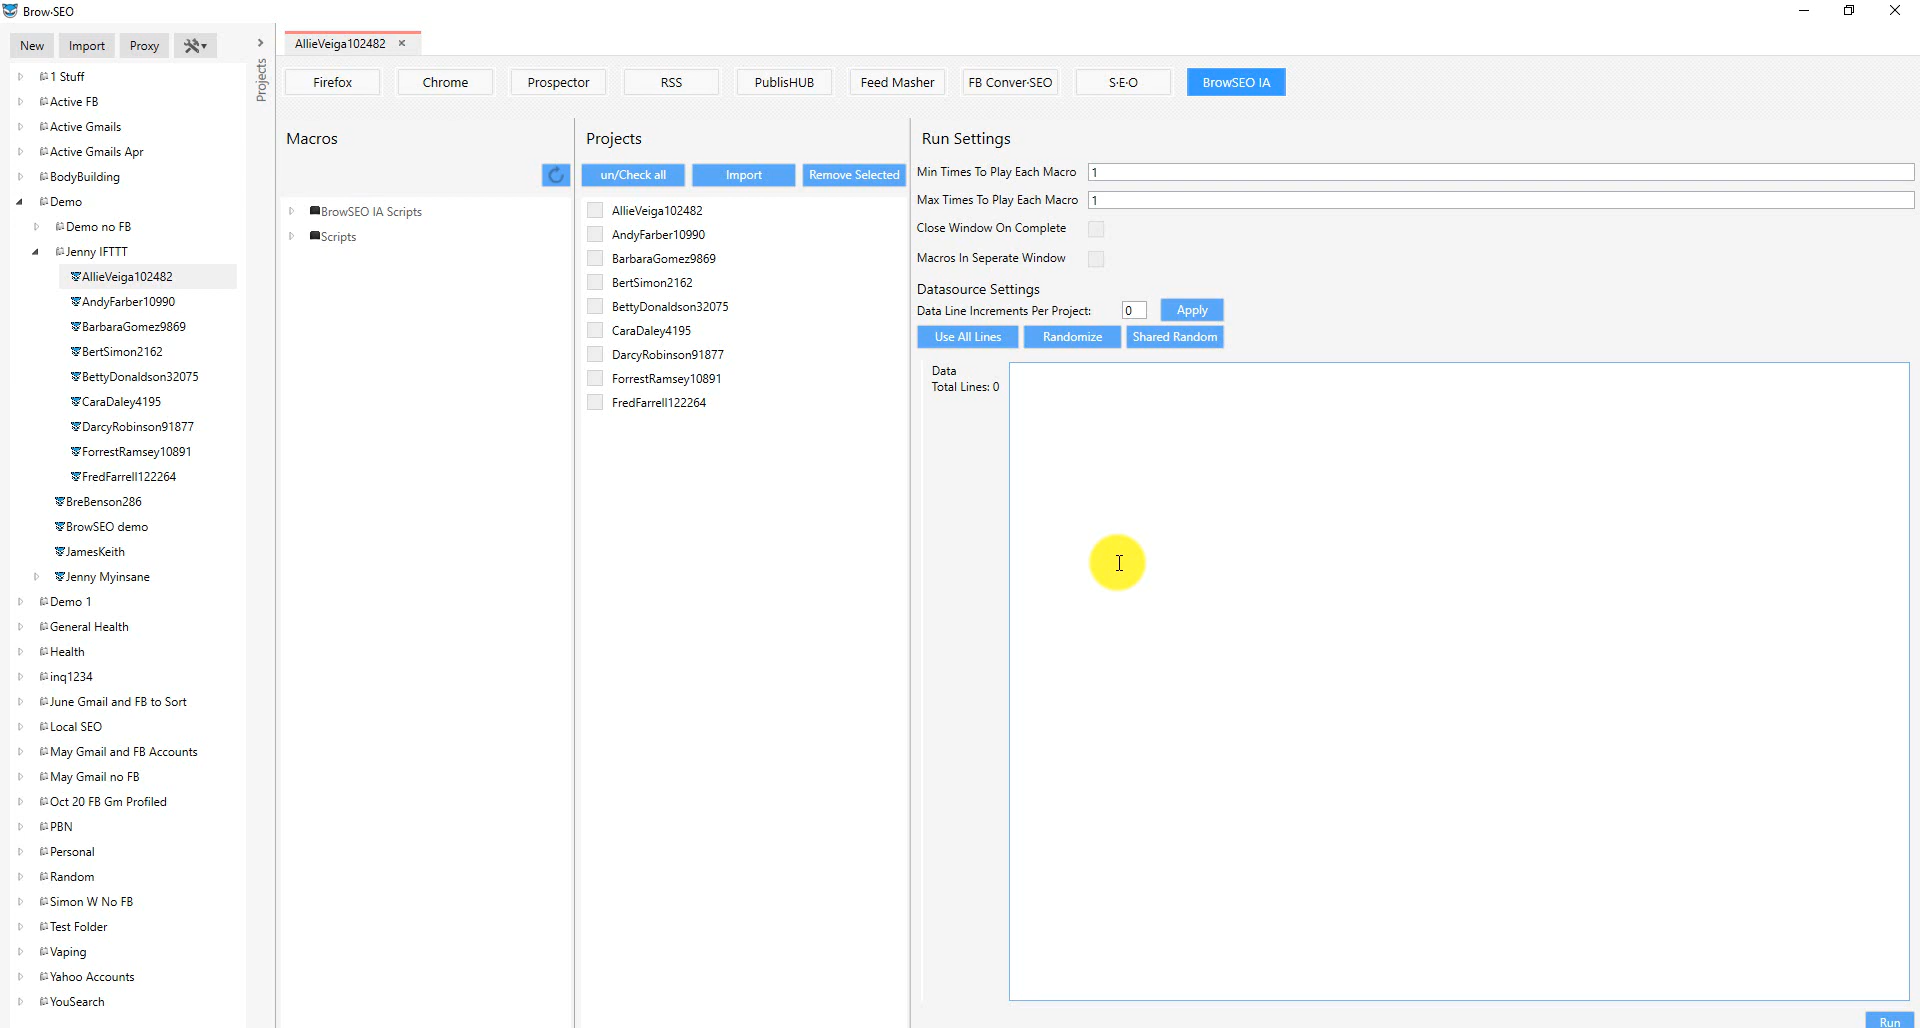 Brow·SEO
New
Import
Proxy
Projects
1 Stuff
Active FB
Active Gmails
Active Gmails Apr
BodyBuilding
Demo
Demo no FB
Jenny IFTTT
AllieVeiga102482
AndyFarber10990
BarbaraGomez9869
BertSimon2162
BettyDonaldson32075
CaraDaley4195
DarcyRobinson91877
ForrestRamsey10891
FredFarrell122264
BreBenson286
BrowSEO demo
JamesKeith
Jenny Myinsane
Demo 1
General Health
Health
inq1234
June Gmail and FB to Sort
Local SEO
May Gmail and FB Accounts
May Gmail no FB
Oct 20 FB Gm Profiled
PBN
Personal
Random
Simon W No FB
Test Folder
Vaping
Yahoo Accounts
YouSearch
AllieVeiga102482
Firefox
Chrome
Prospector
RSS
PublisHUB
Feed Masher
FB Conver·SEO
S·E·O
BrowSEO IA
Macros
BrowSEO IA Scripts
Scripts
Projects
un/Check all
Import
Remove Selected
AllieVeiga102482
AndyFarber10990
BarbaraGomez9869
BertSimon2162
BettyDonaldson32075
CaraDaley4195
DarcyRobinson91877
ForrestRamsey10891
FredFarrell122264
Run Settings
Min Times To Play Each Macro 1
Max Times To Play Each Macro 1
Close Window On Complete
Macros In Seperate Window
Datasource Settings
Data Line Increments Per Project: 0 Apply
Use All Lines
Randomize
Shared Random
Data
Total Lines: 0
Run